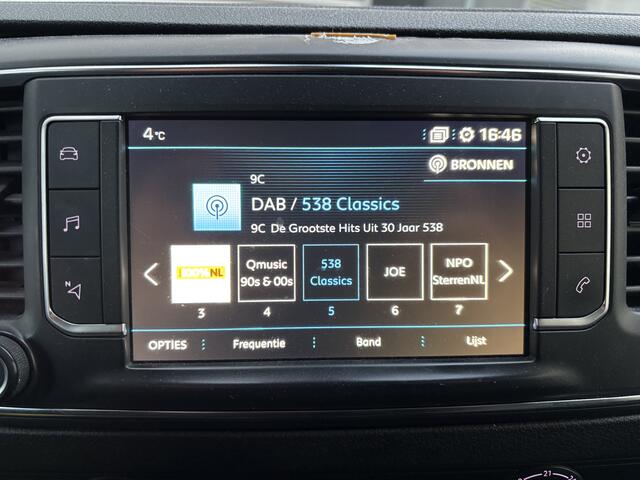 4°C
16:46
BRONNEN
9C
DAB / 538 Classics
9C De Grootste Hits Uit 30 Jaar 538
100%NL
Qmusic
90s & 00s
538
Classics
JOE
NPO
SterrenNL
3
4
5
6
7
OPTIES
Frequentie
Band
Lijst
N
21